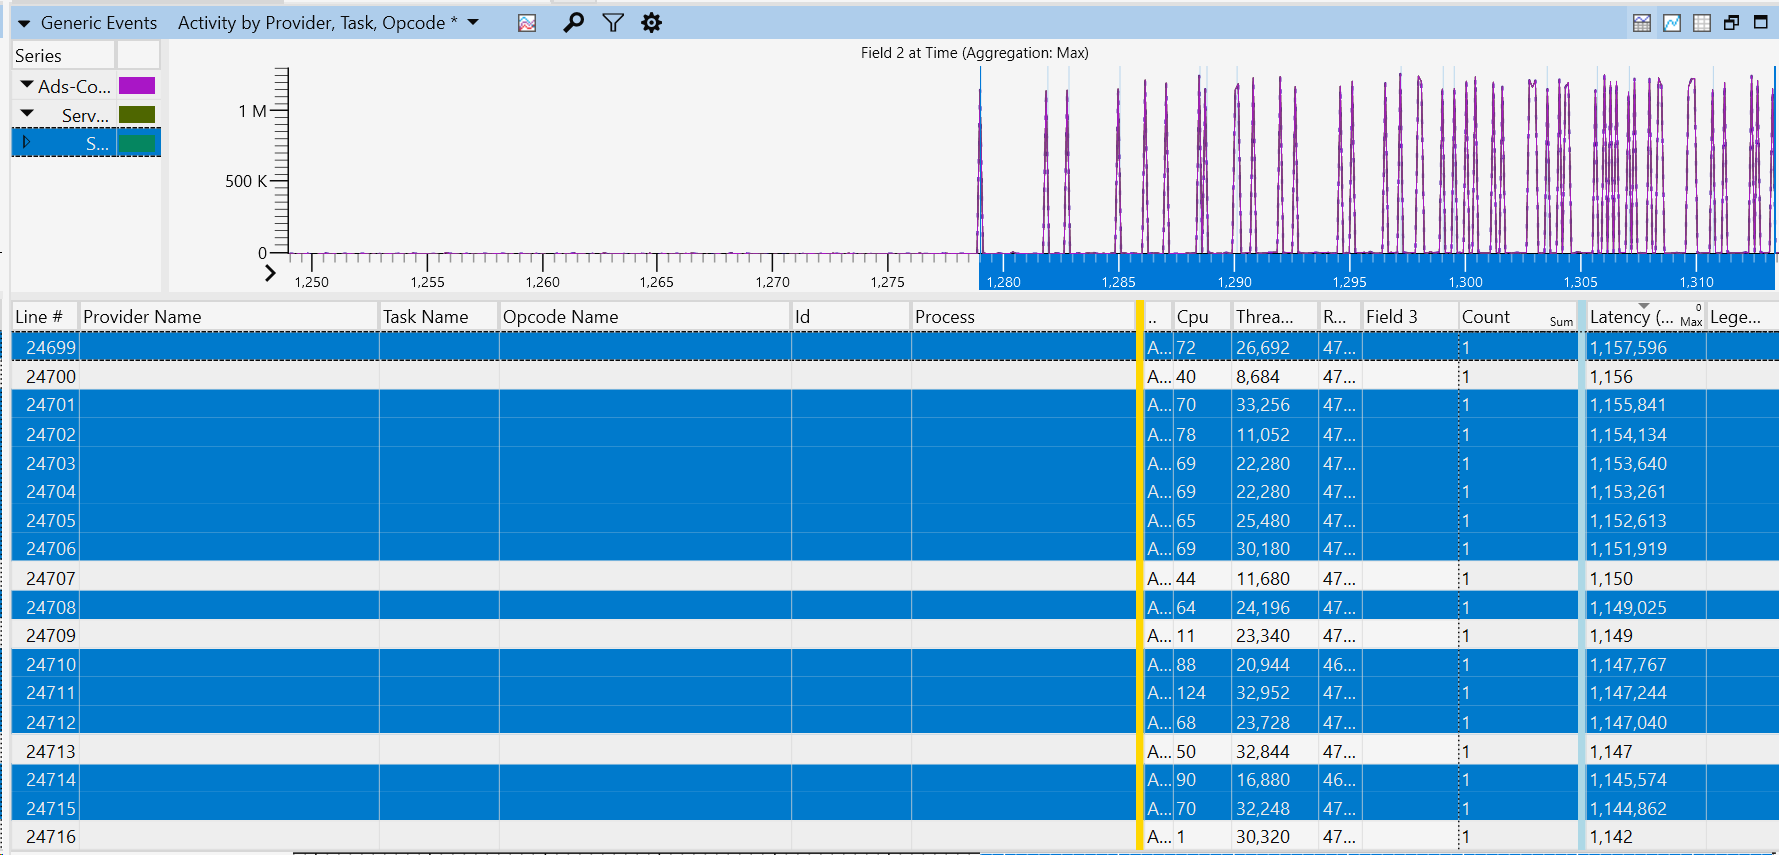 Generic Events Activity by Provider, Task, Opcode *
Series
Ads-Co...
Serv...
S...
Field 2 at Time (Aggregation: Max)
1 M
500 K
0
1,250 1,255 1,260 1,265 1,270 1,275 1,280 1,285 1,290 1,295 1,300 1,305 1,310
Line # Provider Name Task Name Opcode Name Id Process .. Cpu Threa... R... Field 3 Count Sum Latency (... 0 Max Lege...
24699 A... 72 26,692 47... 1 1,157,596
24700 A... 40 8,684 47... 1 1,156
24701 A... 70 33,256 47... 1 1,155,841
24702 A... 78 11,052 47... 1 1,154,134
24703 A... 69 22,280 47... 1 1,153,640
24704 A... 69 22,280 47... 1 1,153,261
24705 A... 65 25,480 47... 1 1,152,613
24706 A... 69 30,180 47... 1 1,151,919
24707 A... 44 11,680 47... 1 1,150
24708 A... 64 24,196 47... 1 1,149,025
24709 A... 11 23,340 47... 1 1,149
24710 A... 88 20,944 46... 1 1,147,767
24711 A... 124 32,952 47... 1 1,147,244
24712 A... 68 23,728 47... 1 1,147,040
24713 A... 50 32,844 47... 1 1,147
24714 A... 90 16,880 46... 1 1,145,574
24715 A... 70 32,248 47... 1 1,144,862
24716 A... 1 30,320 47... 1 1,142